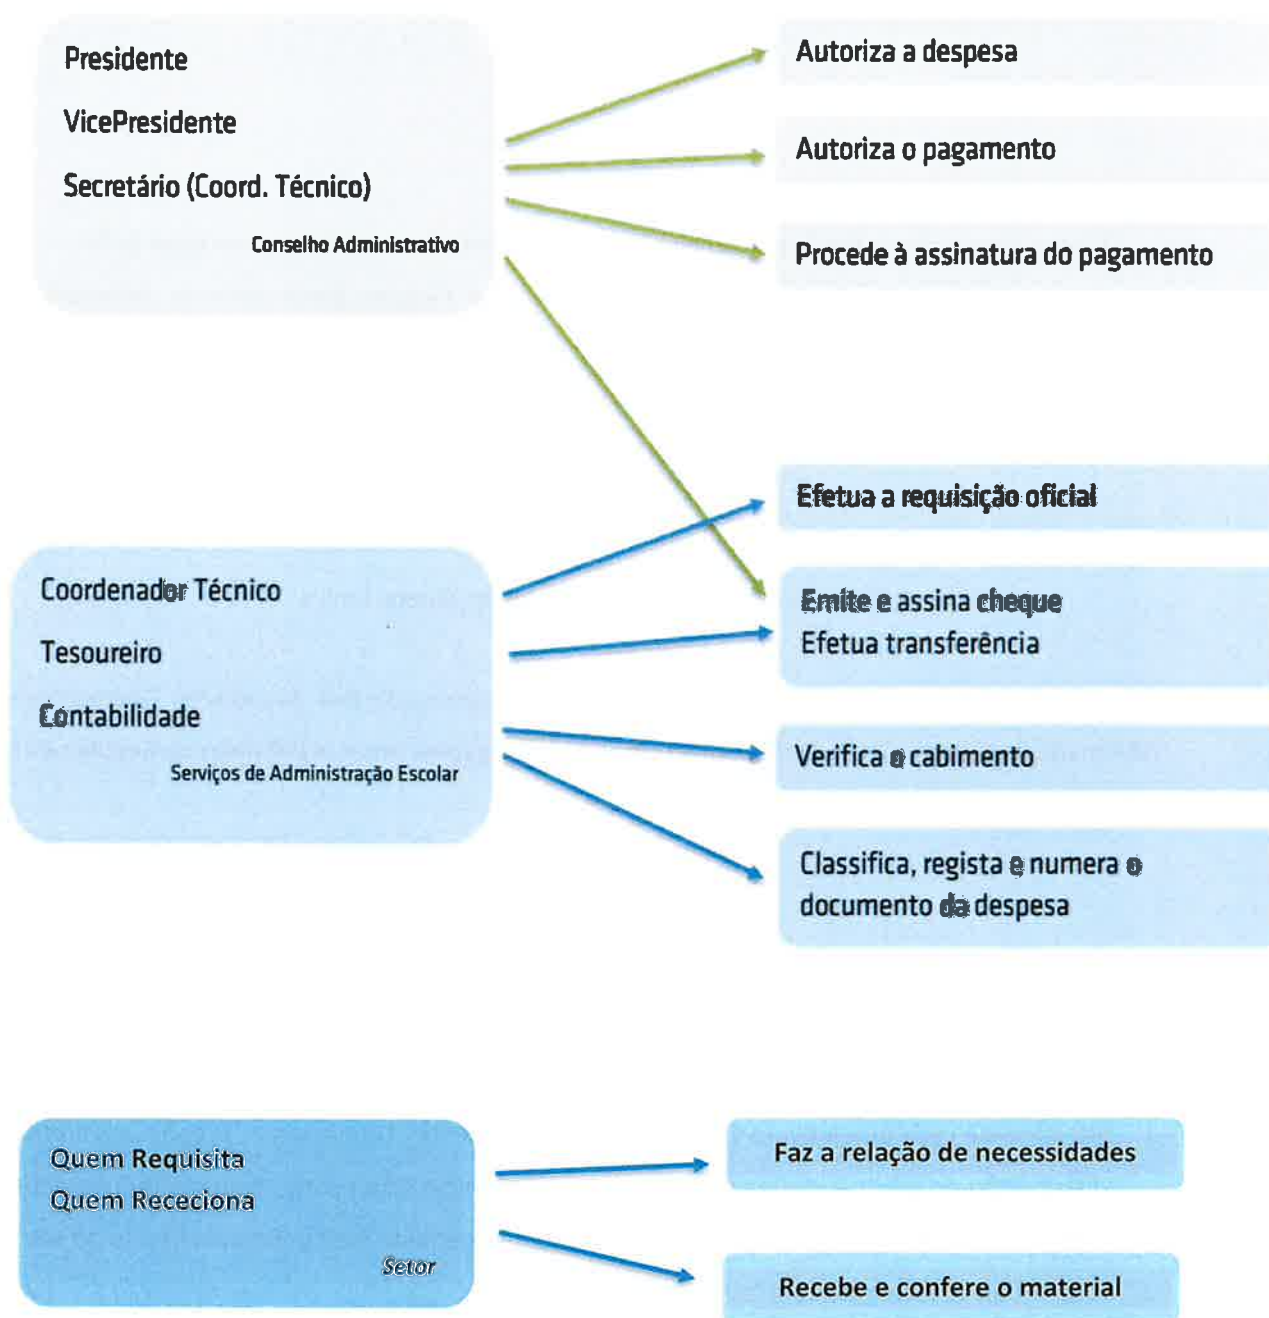 Presidente
VicePresidente
Secretário (Coord. Técnico)
Conselho Administrativo
Autoriza a despesa
Autoriza o pagamento
Procede à assinatura do pagamento
Coordenador Técnico
Tesoureiro
Contabilidade
Serviços de Administração Escolar
Efetua a requisição oficial
Emite e assina cheque
Efetua transferência
Verifica o cabimento
Classifica, regista e numera o
documento da despesa
Quem Requisita
Quem Receciona
Setor
Faz a relação de necessidades
Recebe e confere o material